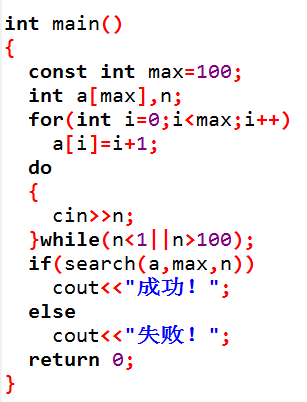 int main()
{
const int max=100;
int a[max],n;
for(int i=0;i<max;i++)
a[i]=i+1;
do
{
cin>>n;
}while(n<1||n>100);
if(search(a,max,n))
cout<<"成功！";
else
cout<<"失败！";
return 0;
}